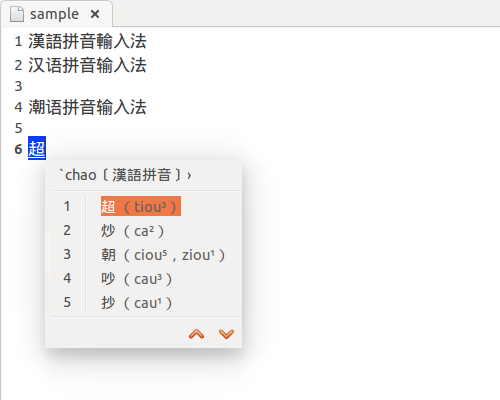 sample ×
1 漢語拼音輸入法
2 汉语拼音输入法
3
4 潮语拼音输入法
5
6 超
`chao〔漢語拼音〕›
1 超（tiou³）
2 炒（ca²）
3 朝（ciou⁵，ziou¹）
4 吵（cau³）
5 抄（cau¹）